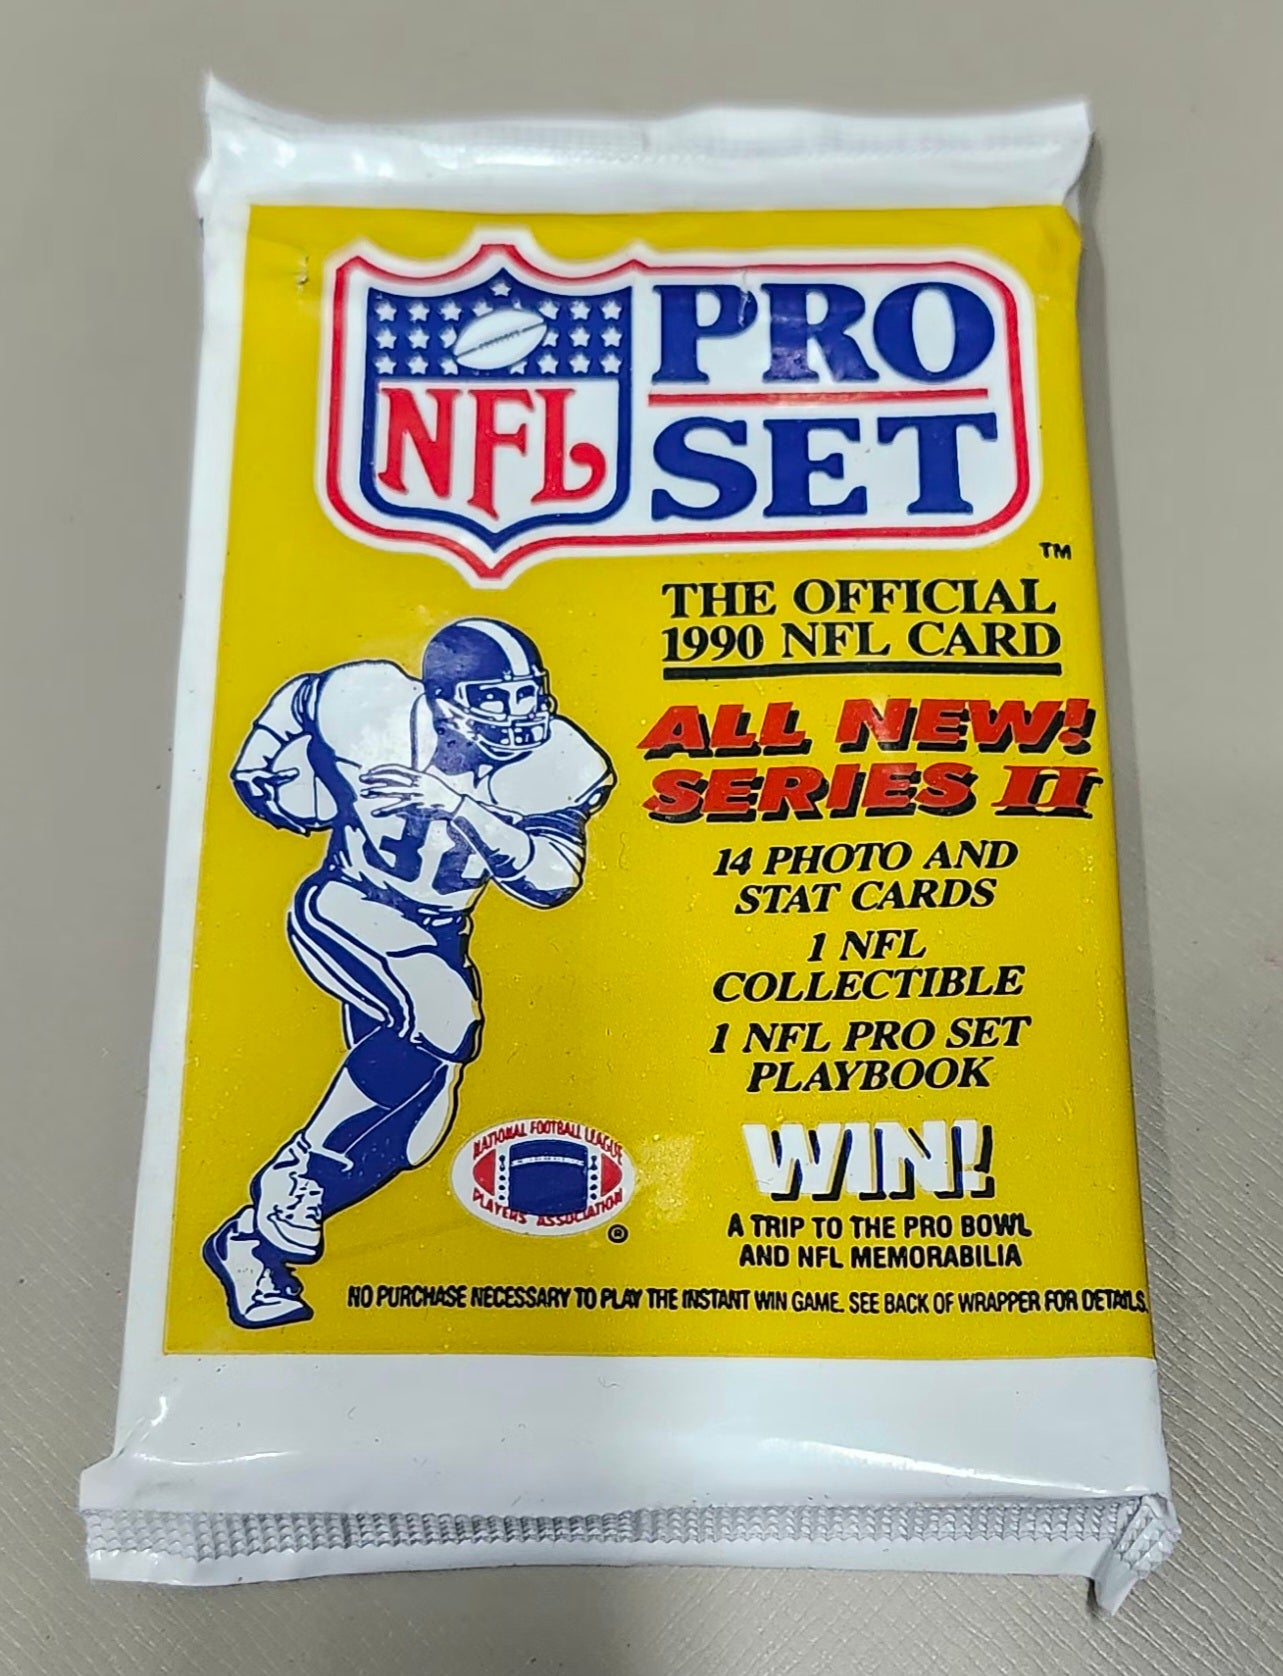 NFL
PRO
SET
TM
THE OFFICIAL
1990 NFL CARD
ALL NEW!
SERIES II
14 PHOTO AND
STAT CARDS
1 NFL
COLLECTIBLE
1 NFL PRO SET
PLAYBOOK
WIN!
A TRIP TO THE PRO BOWL
AND NFL MEMORABILIA
NATIONAL FOOTBALL LEAGUE
PLAYERS ASSOCIATION
®
NO PURCHASE NECESSARY TO PLAY THE INSTANT WIN GAME. SEE BACK OF WRAPPER FOR DETAILS.